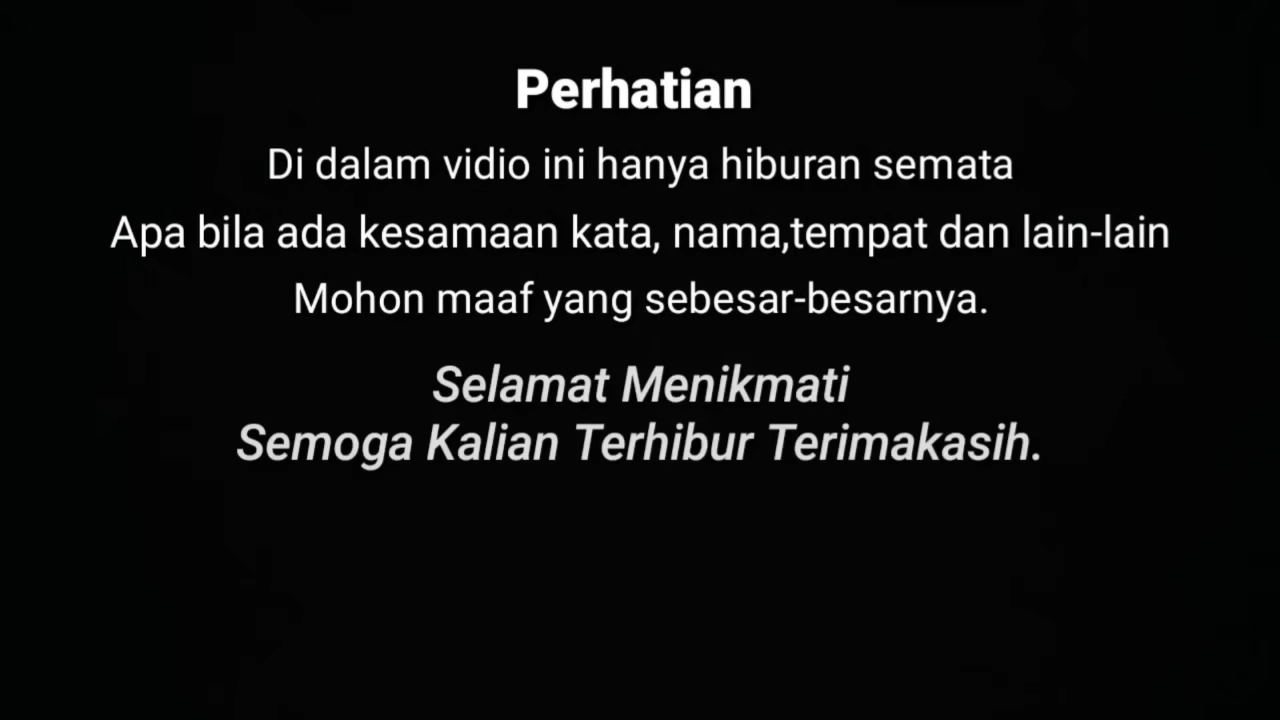 Perhatian
Di dalam vidio ini hanya hiburan semata
Apa bila ada kesamaan kata, nama,tempat dan lain-lain
Mohon maaf yang sebesar-besarnya.
Selamat Menikmati
Semoga Kalian Terhibur Terimakasih.